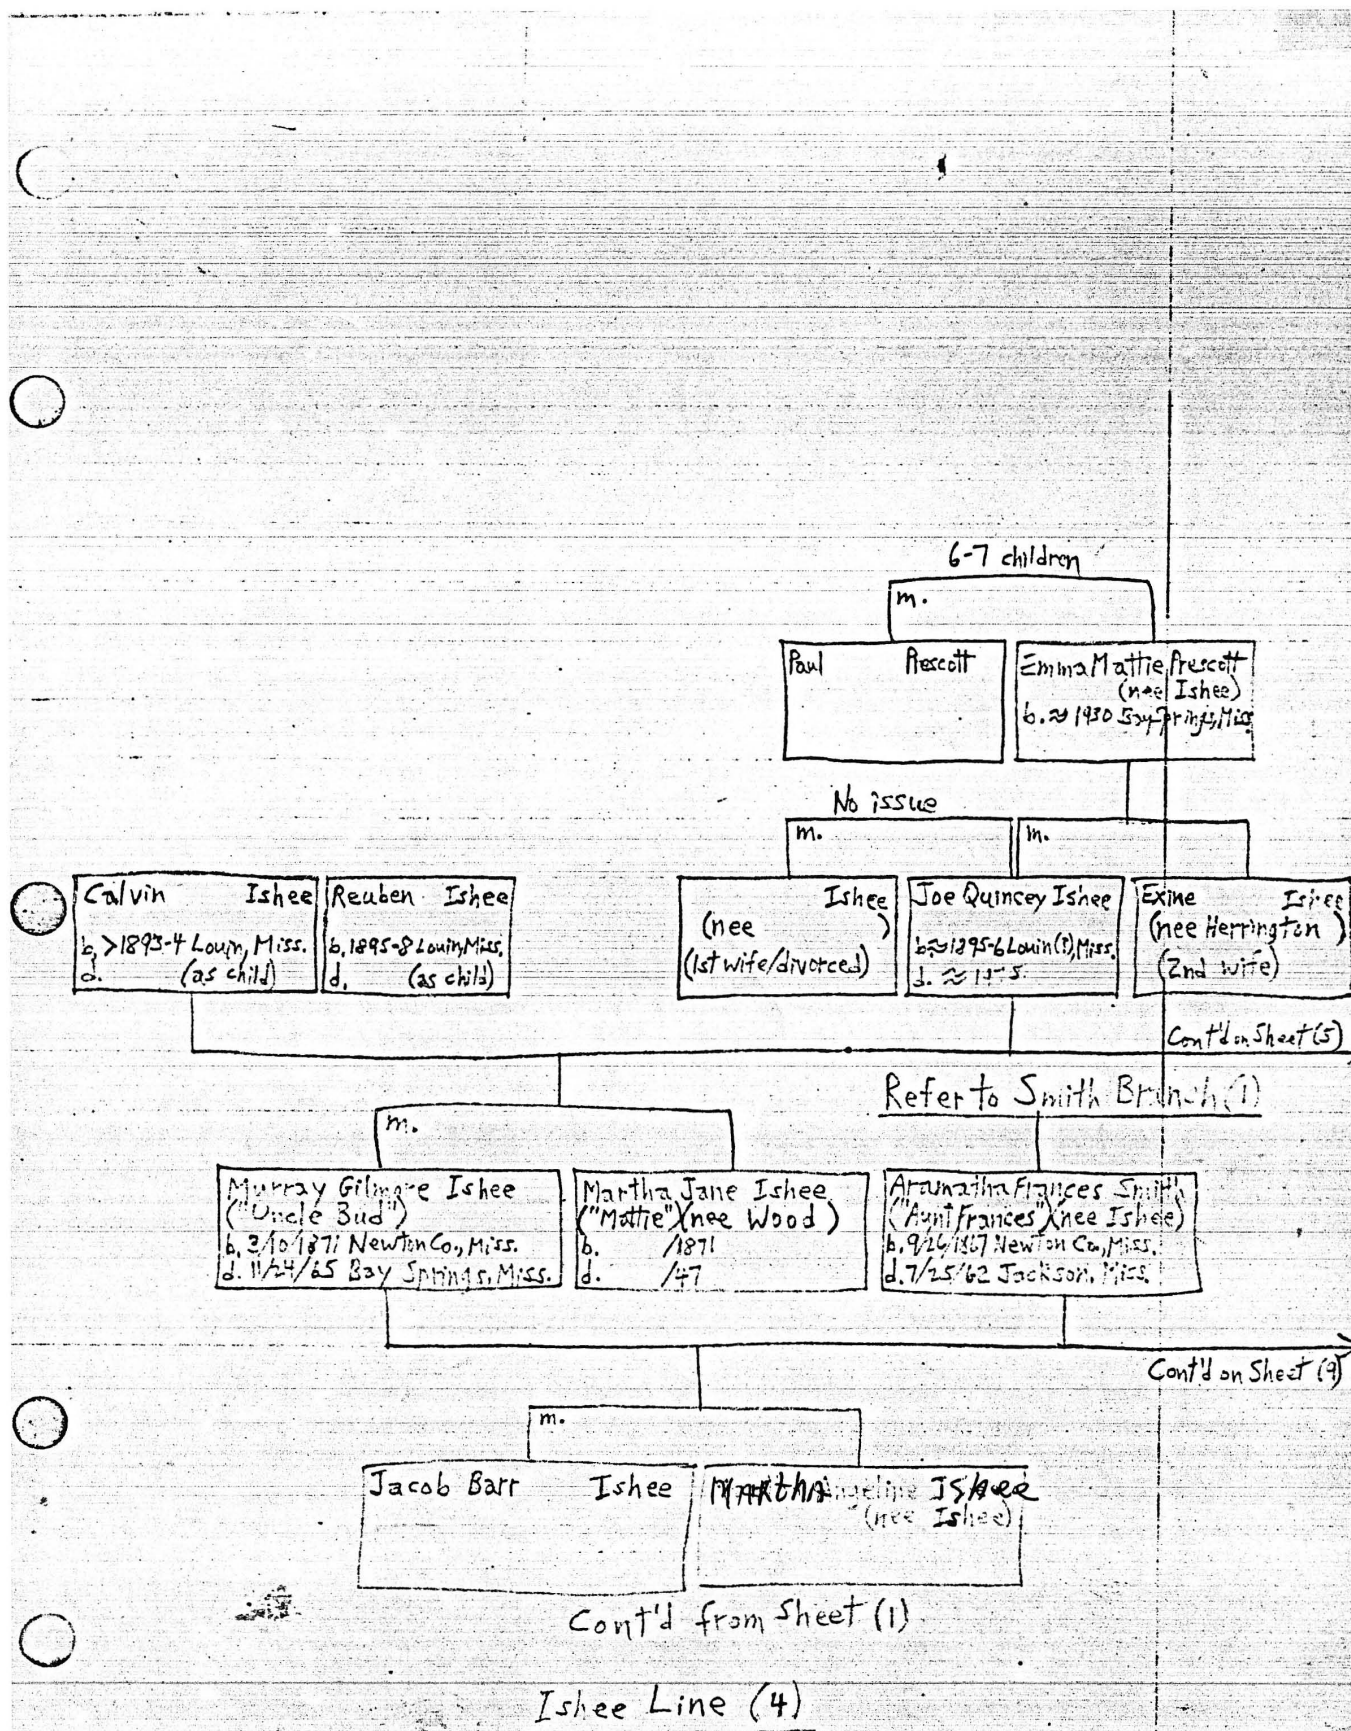 6-7 children
m.
Paul Prescott
Emma Mattie Prescott
(nee Ishee)
b. ≈ 1930 Bay Springs, Miss.
No issue
m.
m.
Calvin Ishee
b. >1893-4 Louin, Miss.
d. (as child)
Reuben Ishee
b. 1895-8 Louin, Miss.
d. (as child)
Ishee
(nee )
(1st wife/divorced)
Joe Quincey Ishee
b. ≈ 1895-6 Louin(?), Miss.
d. ≈
Exine Ishee
(nee Herrington )
(2nd wife)
Cont'd on Sheet (5)
Refer to Smith Branch (1)
m.
Murray Gilmore Ishee
("Uncle Bud")
b. 3/10/1871 Newton Co., Miss.
d. 11/24/65 Bay Springs, Miss.
Martha Jane Ishee
("Mattie")(nee Wood )
b. /1871
d. /47
Aramatha Frances Smith
("Aunt Frances")(nee Ishee)
b. 9/26/1867 Newton Co., Miss.
d. 7/25/62 Jackson, Miss.
Cont'd on Sheet (9)
m.
Jacob Barr Ishee
Martha Angeline Ishee
(nee Ishee)
Cont'd from Sheet (1)
Ishee Line (4)